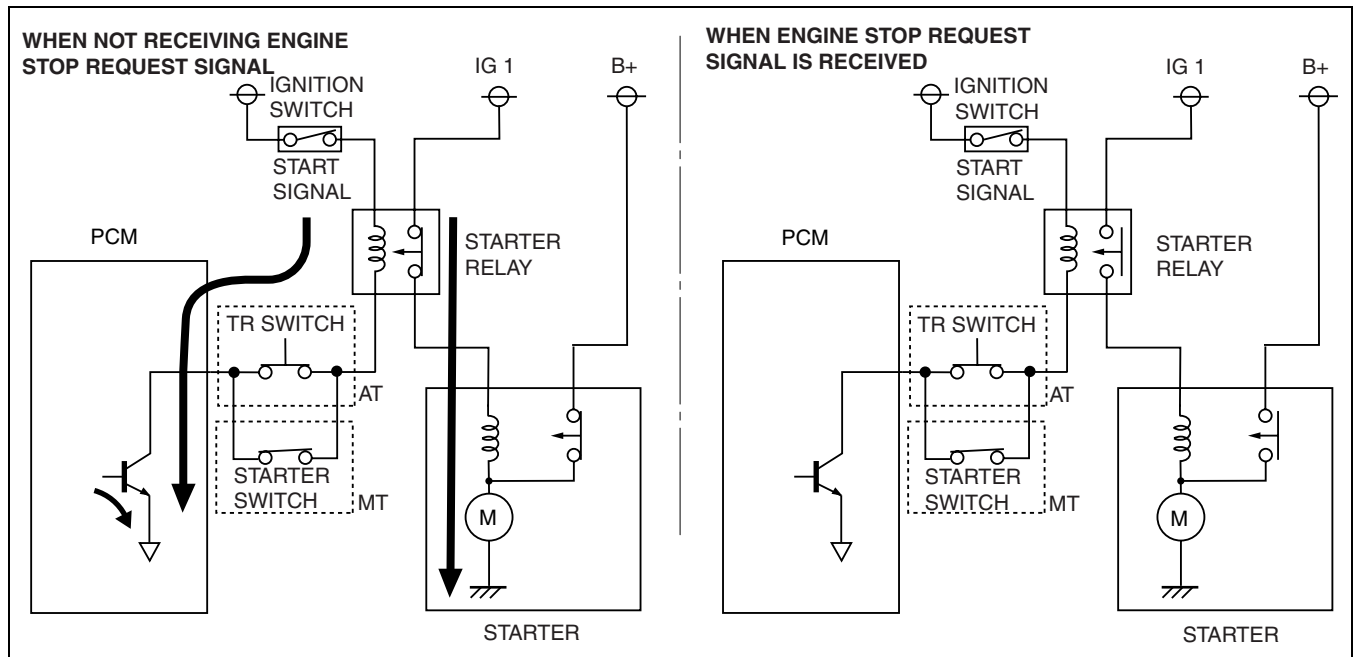 WHEN NOT RECEIVING ENGINE
STOP REQUEST SIGNAL
IGNITION
SWITCH
IG 1
B+
START
SIGNAL
PCM
STARTER
RELAY
TR SWITCH
AT
STARTER
SWITCH
MT
M
STARTER
WHEN ENGINE STOP REQUEST
SIGNAL IS RECEIVED
IGNITION
SWITCH
IG 1
B+
START
SIGNAL
PCM
STARTER
RELAY
TR SWITCH
AT
STARTER
SWITCH
MT
M
STARTER